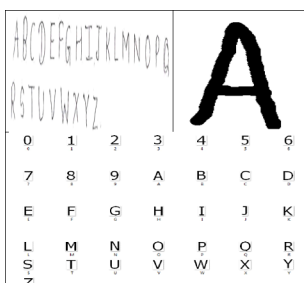 ABCDEFGHIJKLMNOPQ
RSTUVWXYZ
A
0 1 2 3 4 5 6
7 8 9 A B C D
E F G H I J K
L M N O P Q R
S T U V W X Y
Z